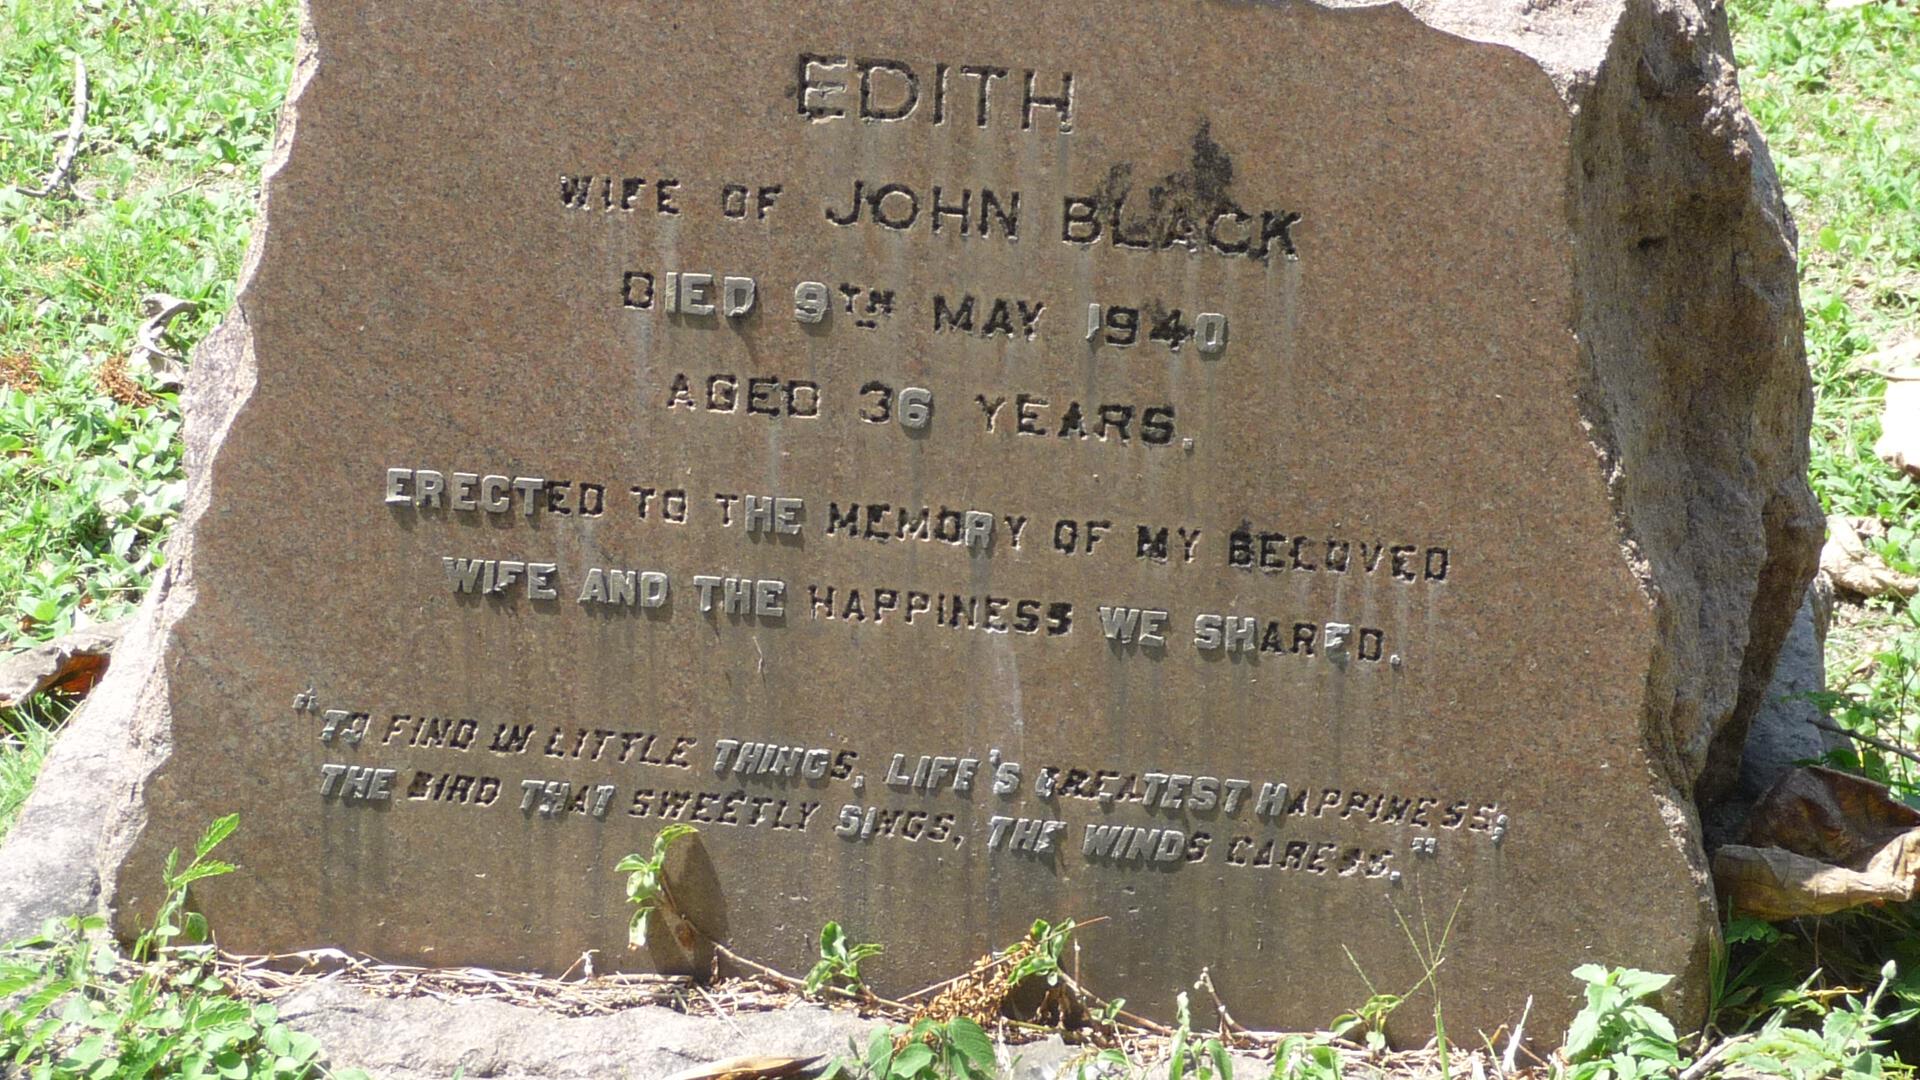 EDITH
WIFE OF JOHN BLACK
DIED 9TH MAY 1940
AGED 36 YEARS.
ERECTED TO THE MEMORY OF MY BELOVED
WIFE AND THE HAPPINESS WE SHARED.
"TO FIND IN LITTLE THINGS, LIFE'S GREATEST HAPPINESS;
THE BIRD THAT SWEETLY SINGS, THE WINDS CARESS."